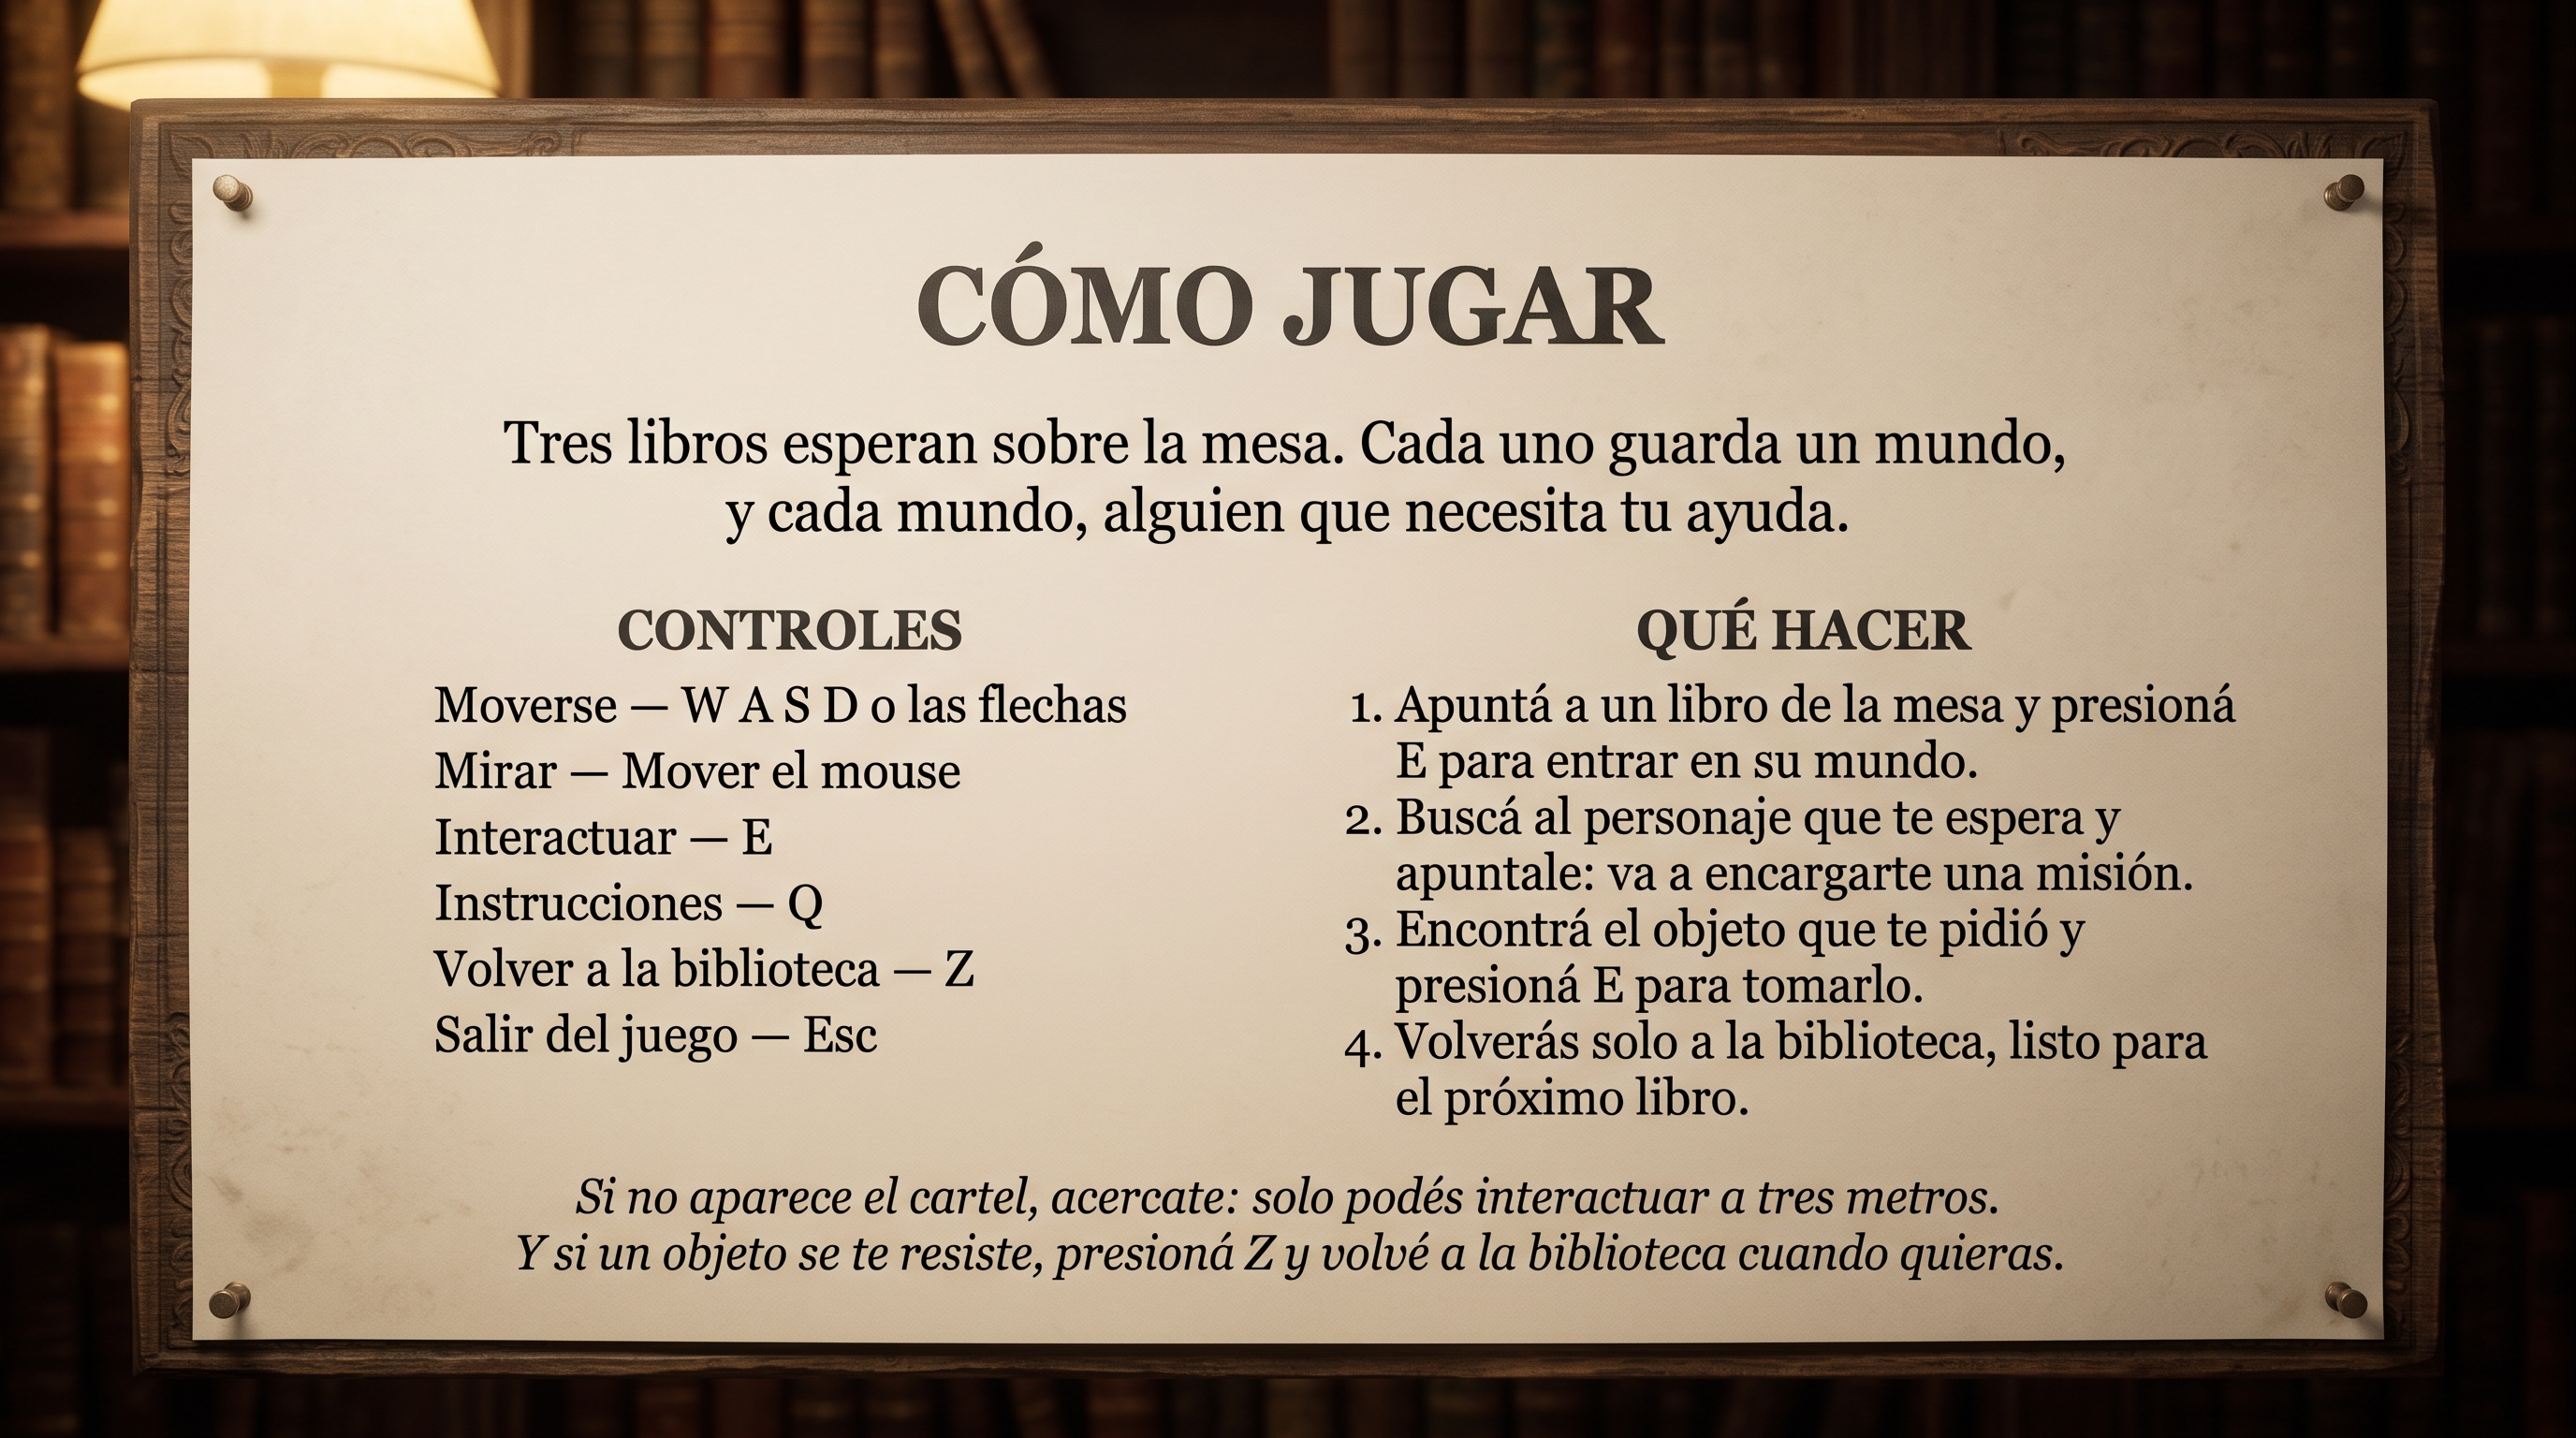 CÓMO JUGAR
Tres libros esperan sobre la mesa. Cada uno guarda un mundo,
y cada mundo, alguien que necesita tu ayuda.
CONTROLES
Moverse — W A S D o las flechas
Mirar — Mover el mouse
Interactuar — E
Instrucciones — Q
Volver a la biblioteca — Z
Salir del juego — Esc
QUÉ HACER
1. Apuntá a un libro de la mesa y presioná
E para entrar en su mundo.
2. Buscá al personaje que te espera y
apuntale: va a encargarte una misión.
3. Encontrá el objeto que te pidió y
presioná E para tomarlo.
4. Volverás solo a la biblioteca, listo para
el próximo libro.
Si no aparece el cartel, acercate: solo podés interactuar a tres metros.
Y si un objeto se te resiste, presioná Z y volvé a la biblioteca cuando quieras.